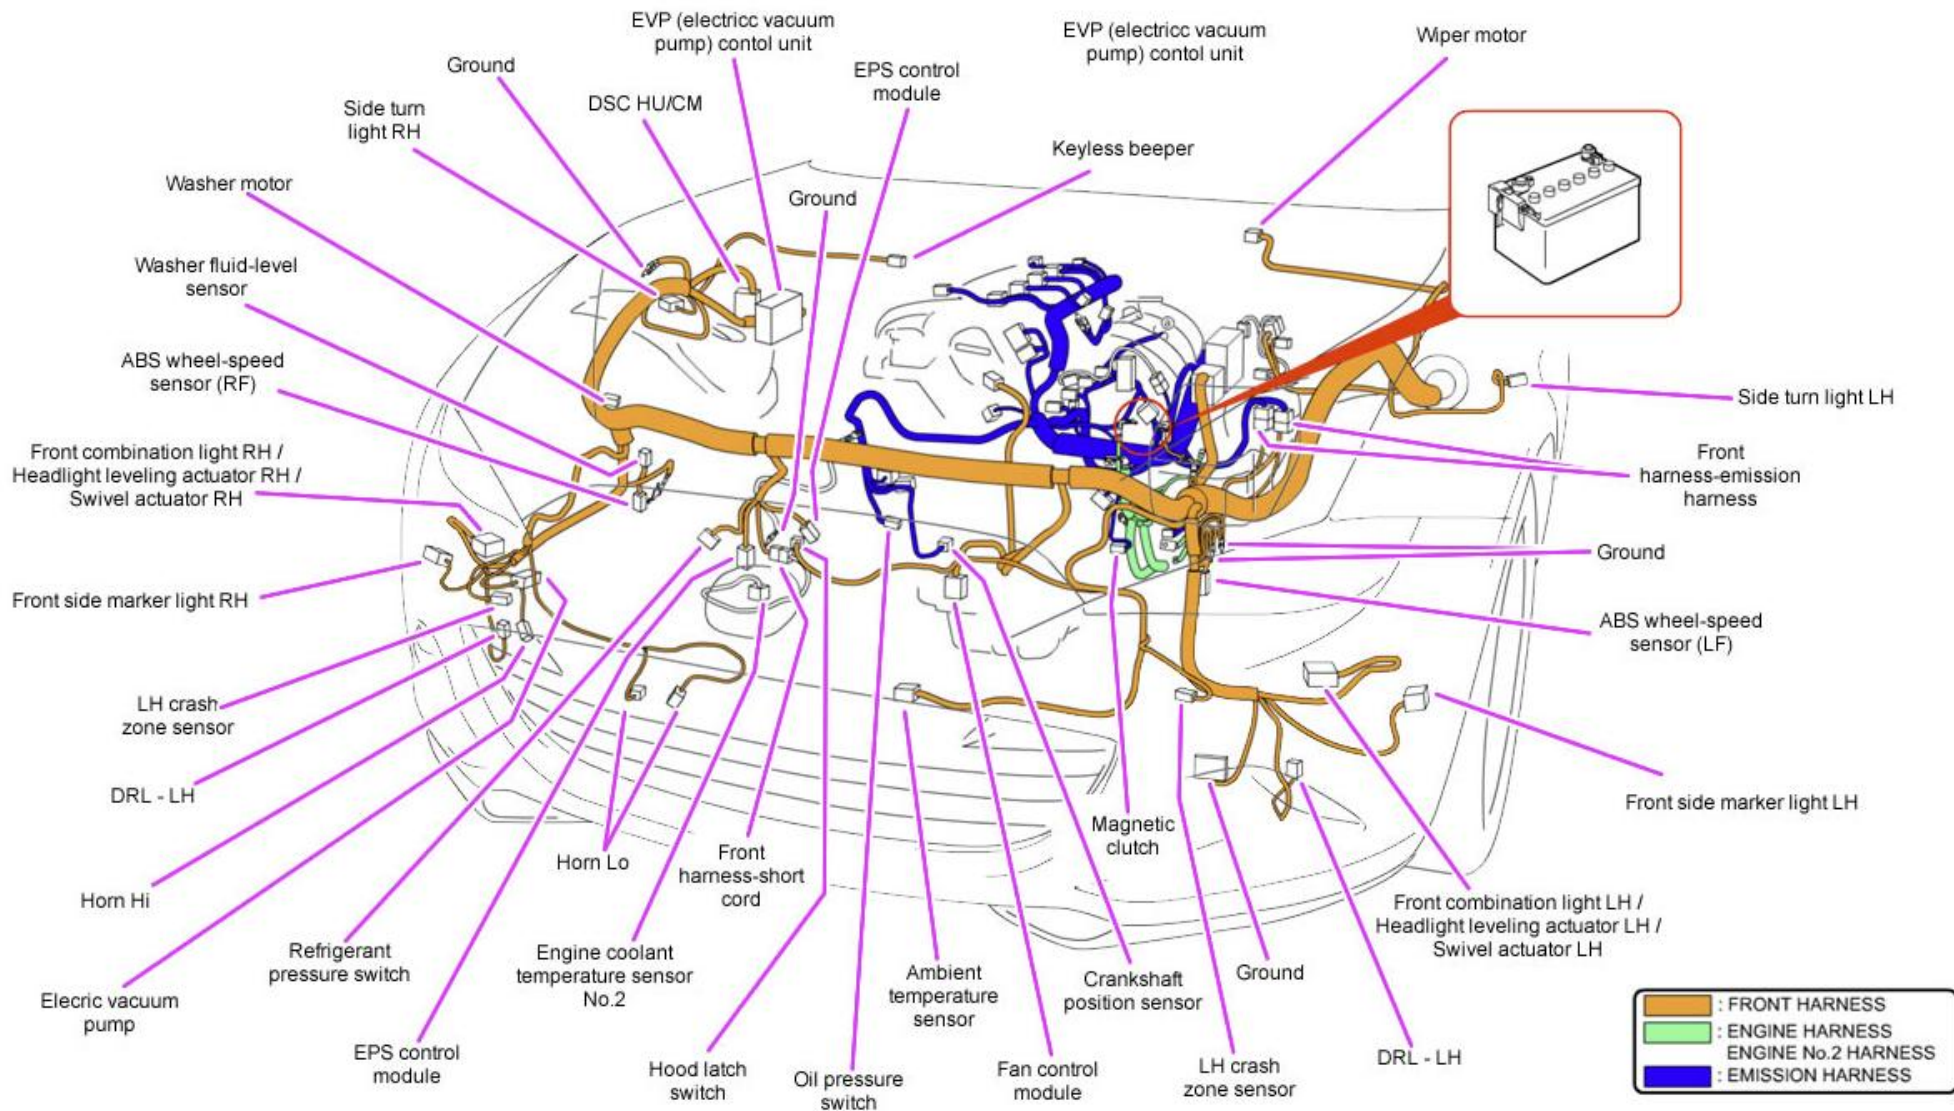 EVP (electricc vacuum
pump) contol unit
EVP (electricc vacuum
pump) contol unit
Wiper motor
Ground
EPS control
module
DSC HU/CM
Side turn
light RH
Keyless beeper
Washer motor
Ground
Washer fluid-level
sensor
ABS wheel-speed
sensor (RF)
Side turn light LH
Front combination light RH /
Headlight leveling actuator RH /
Swivel actuator RH
Front
harness-emission
harness
Ground
Front side marker light RH
ABS wheel-speed
sensor (LF)
LH crash
zone sensor
DRL - LH
Front side marker light LH
Magnetic
clutch
Horn Lo
Front
harness-short
cord
Horn Hi
Front combination light LH /
Headlight leveling actuator LH /
Swivel actuator LH
Refrigerant
pressure switch
Engine coolant
temperature sensor
No.2
Ambient
temperature
sensor
Crankshaft
position sensor
Ground
Elecric vacuum
pump
EPS control
module
Hood latch
switch
Oil pressure
switch
Fan control
module
LH crash
zone sensor
DRL - LH
: FRONT HARNESS
: ENGINE HARNESS
ENGINE No.2 HARNESS
: EMISSION HARNESS